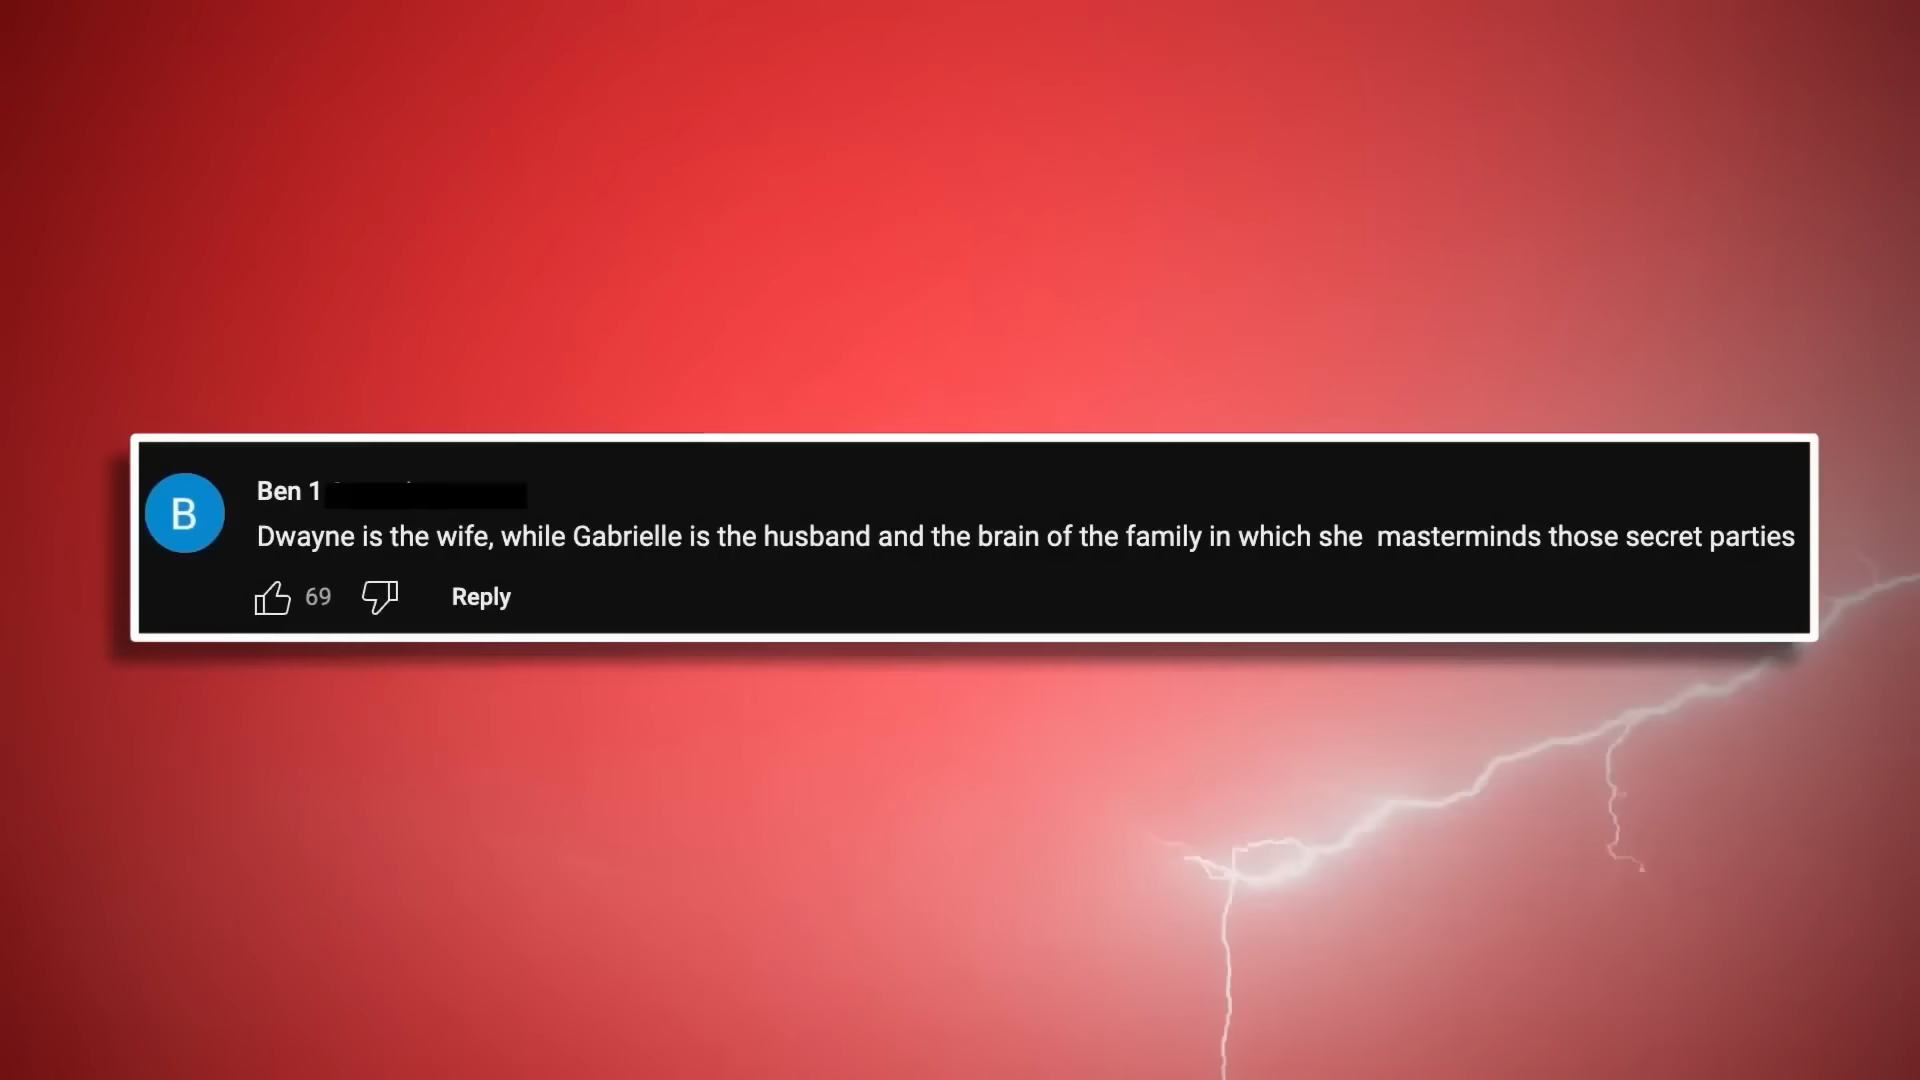 B
Ben 1
Dwayne is the wife, while Gabrielle is the husband and the brain of the family in which she  masterminds those secret parties
69
Reply